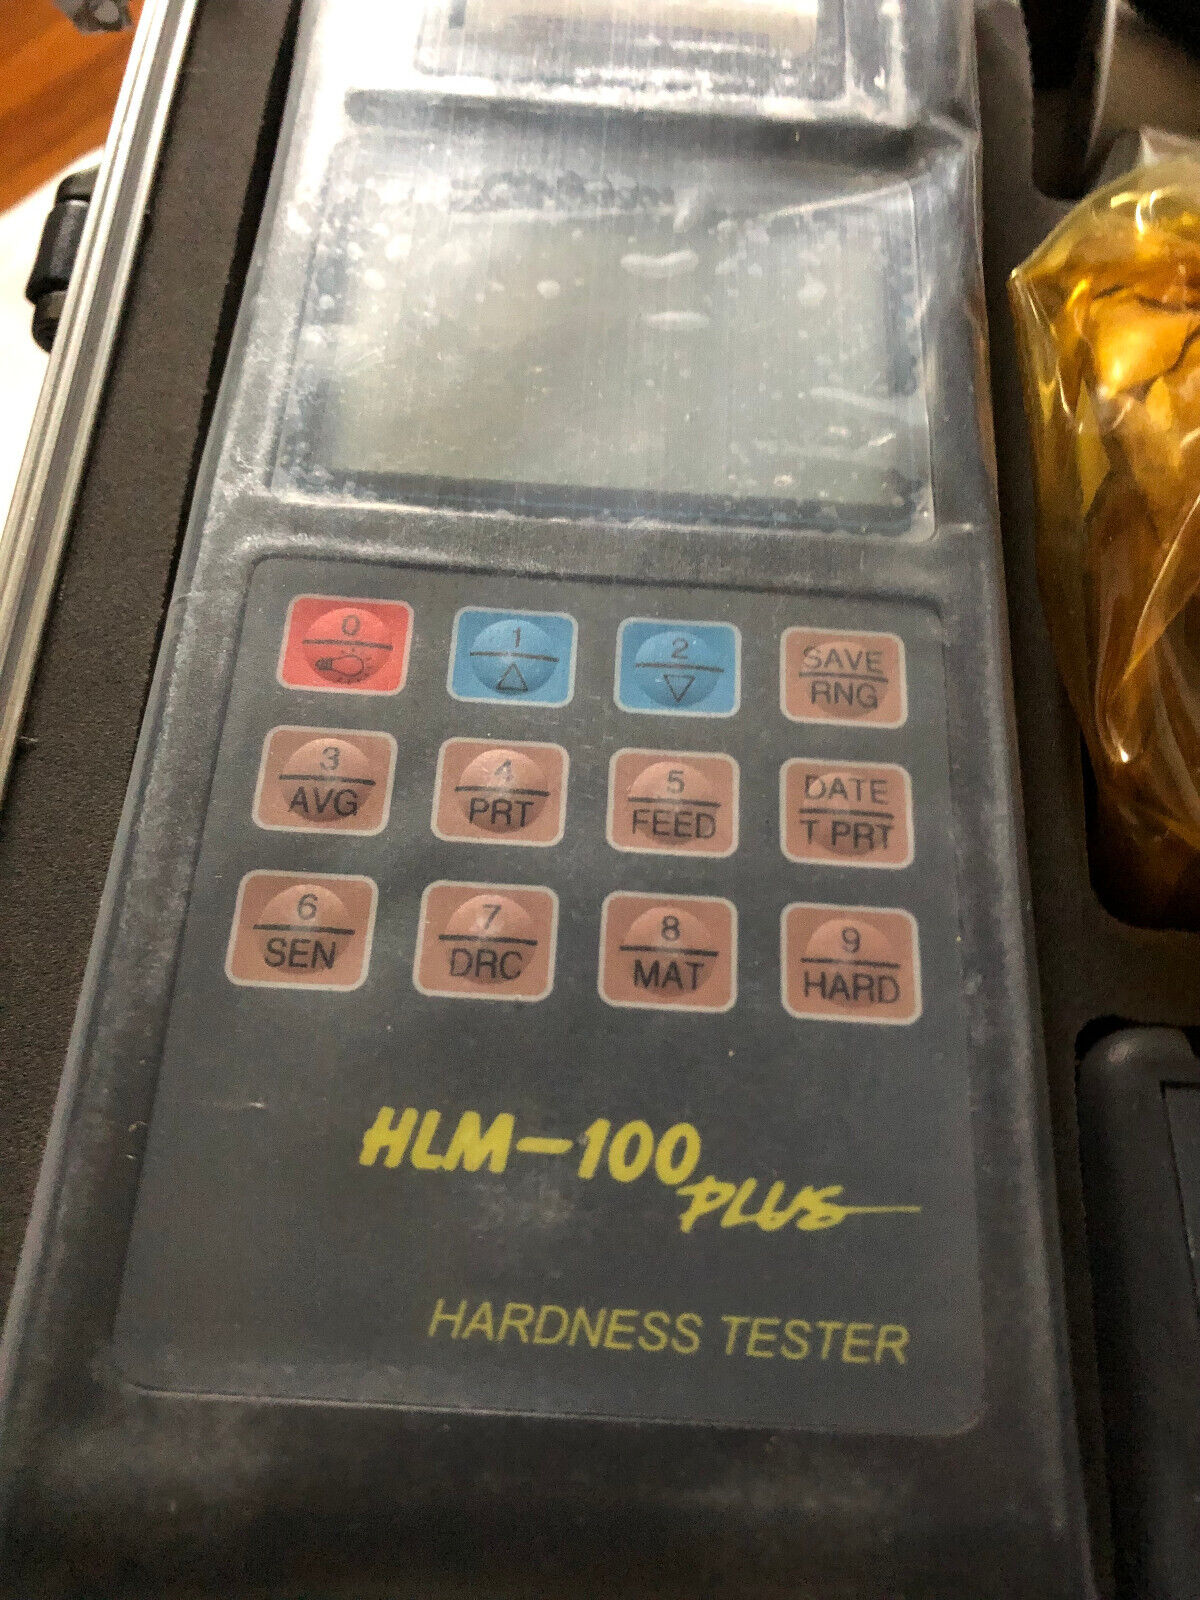 0
1
△
2
▽
SAVE
RNG
3
AVG
4
PRT
5
FEED
DATE
T PRT
6
SEN
7
DRC
8
MAT
9
HARD
HLM-100
PLUS
HARDNESS TESTER